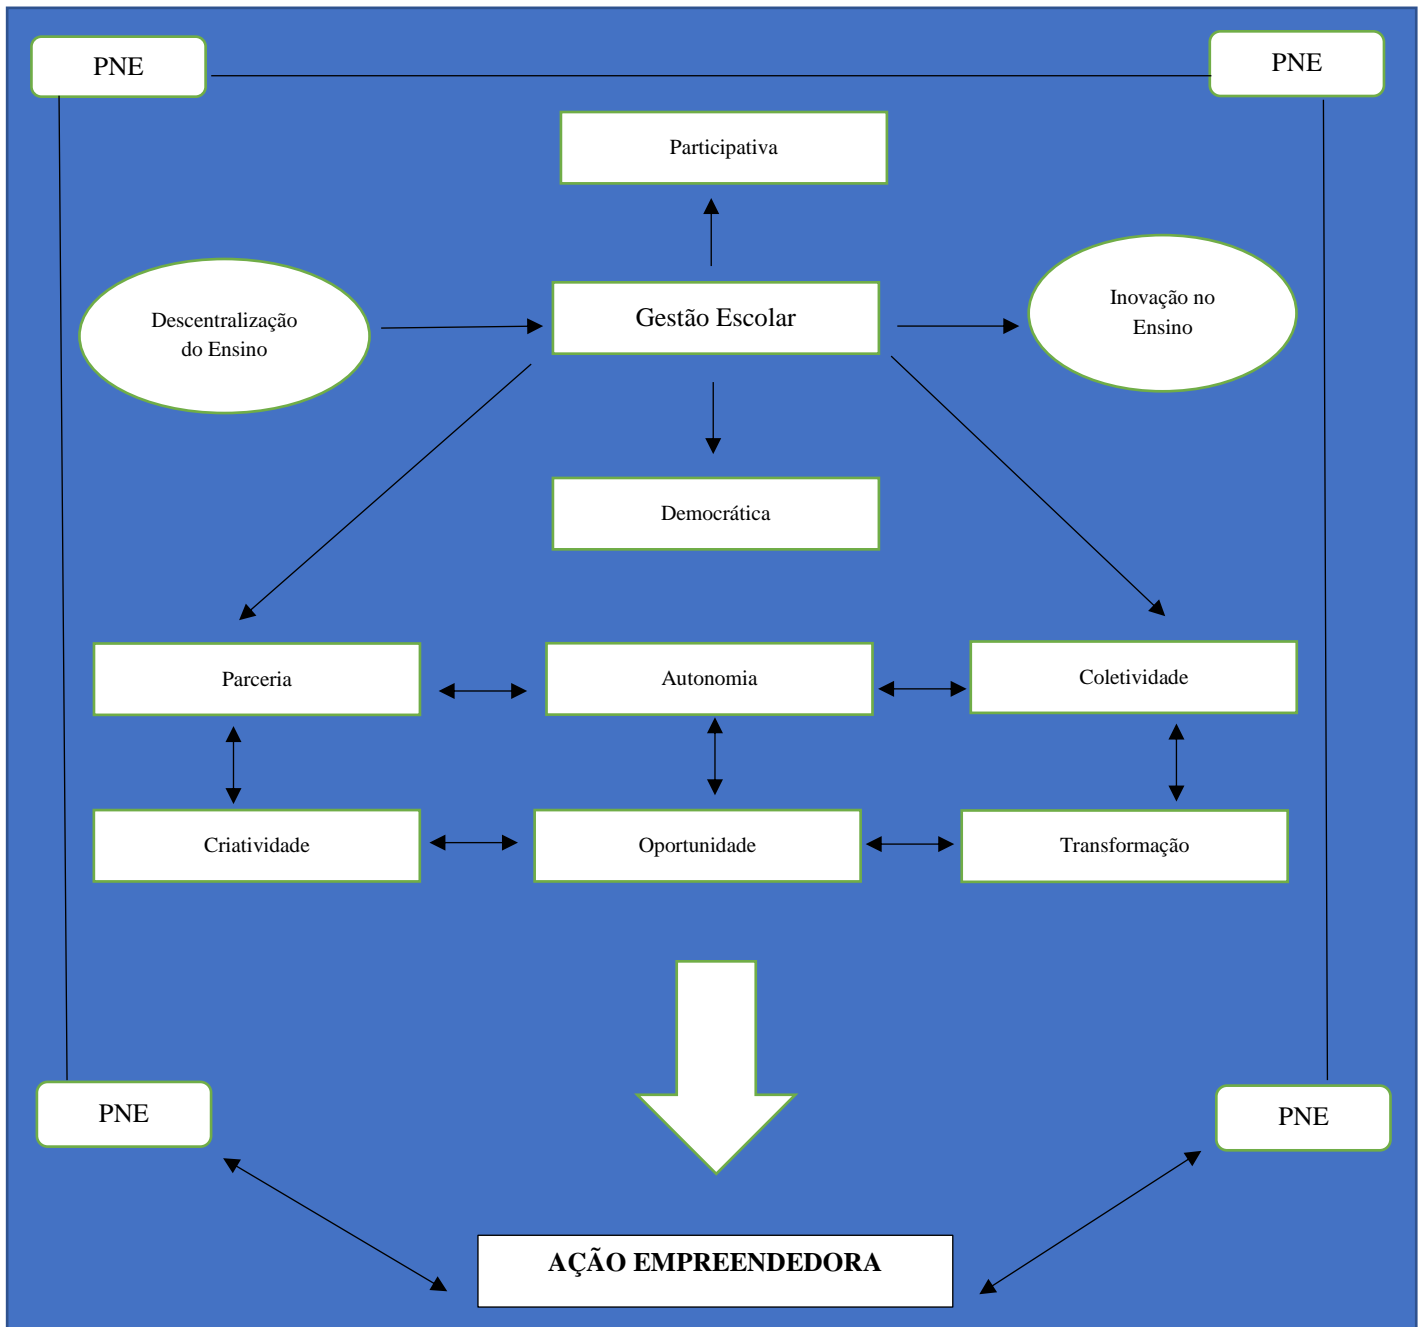 PNE
PNE
Participativa
Descentralização
do Ensino
Gestão Escolar
Inovação no
Ensino
Democrática
Parceria
Autonomia
Coletividade
Criatividade
Oportunidade
Transformação
PNE
PNE
AÇÃO EMPREENDEDORA